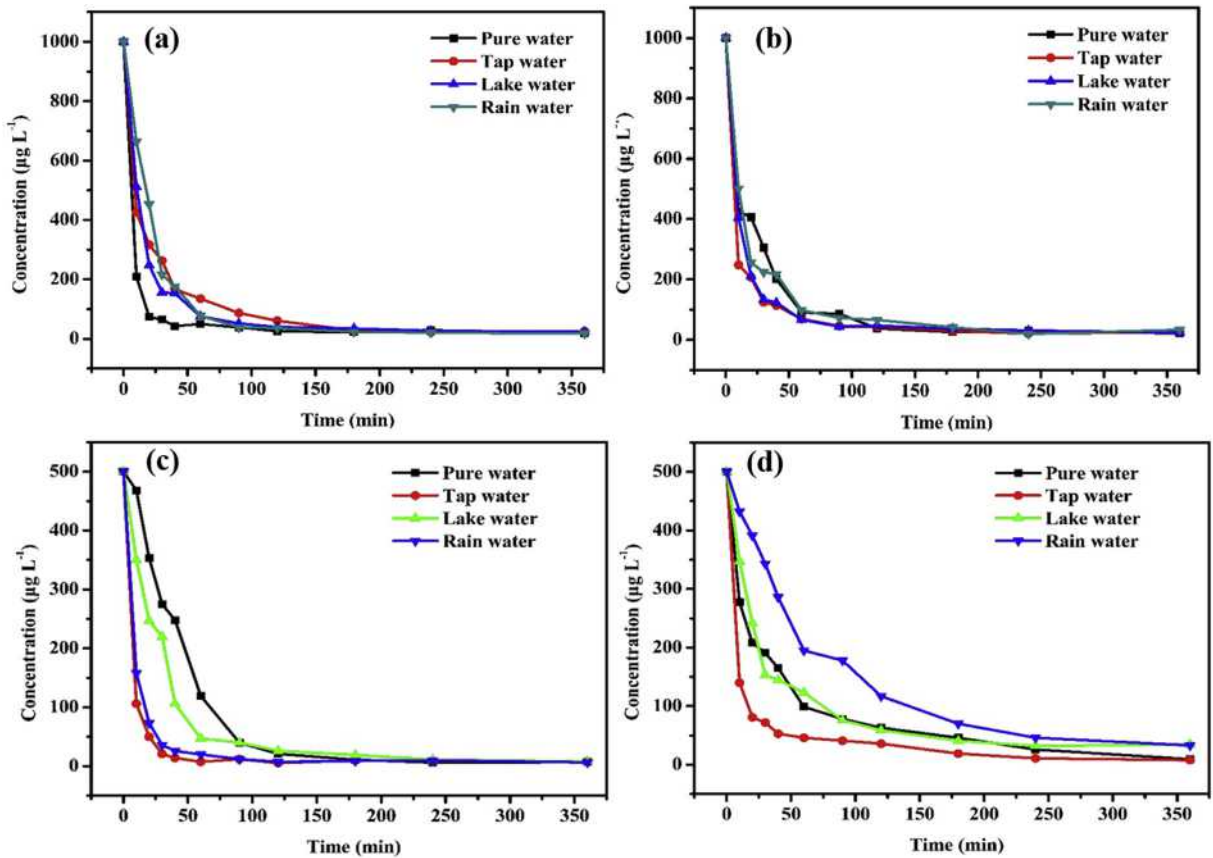 (a)
Pure water
Tap water
Lake water
Rain water
1000
800
600
400
200
0
Concentration (µg L⁻¹)
0 50 100 150 200 250 300 350
Time (min)
(b)
Pure water
Tap water
Lake water
Rain water
1000
800
600
400
200
0
Concentration (µg L⁻¹)
0 50 100 150 200 250 300 350
Time (min)
(c)
Pure water
Tap water
Lake water
Rain water
500
400
300
200
100
0
Concentration (µg L⁻¹)
0 50 100 150 200 250 300 350
Time (min)
(d)
Pure water
Tap water
Lake water
Rain water
500
400
300
200
100
0
Concentration (µg L⁻¹)
0 50 100 150 200 250 300 350
Time (min)